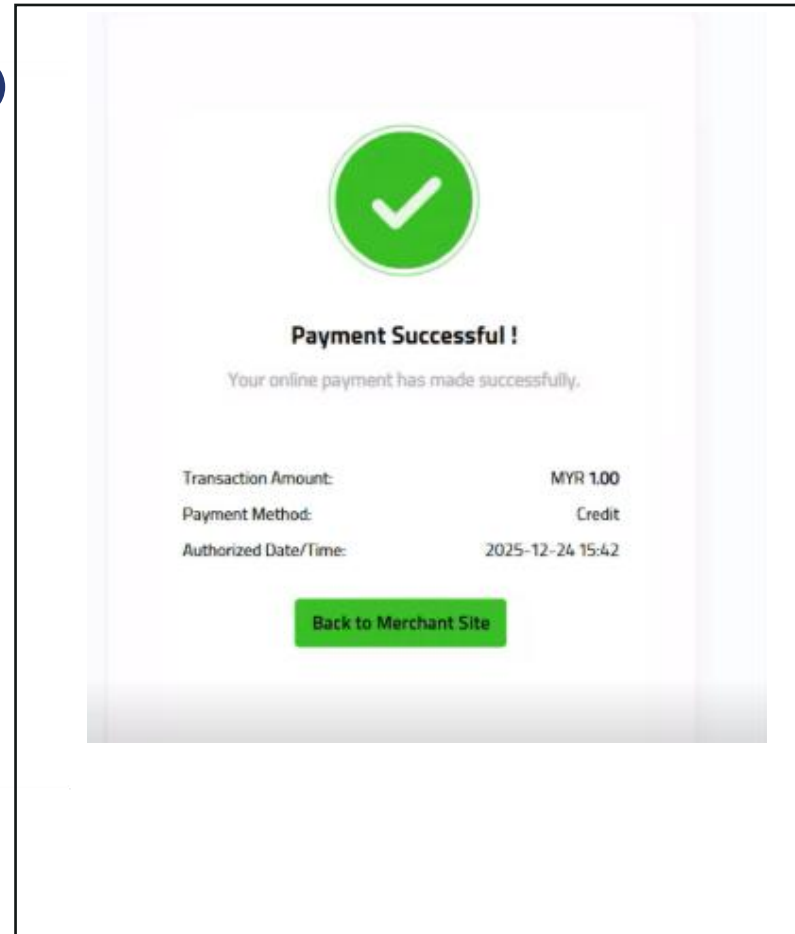 Payment Successful !
Your online payment has made successfully.
Transaction Amount: MYR 1.00
Payment Method: Credit
Authorized Date/Time: 2025-12-24 15:42
Back to Merchant Site